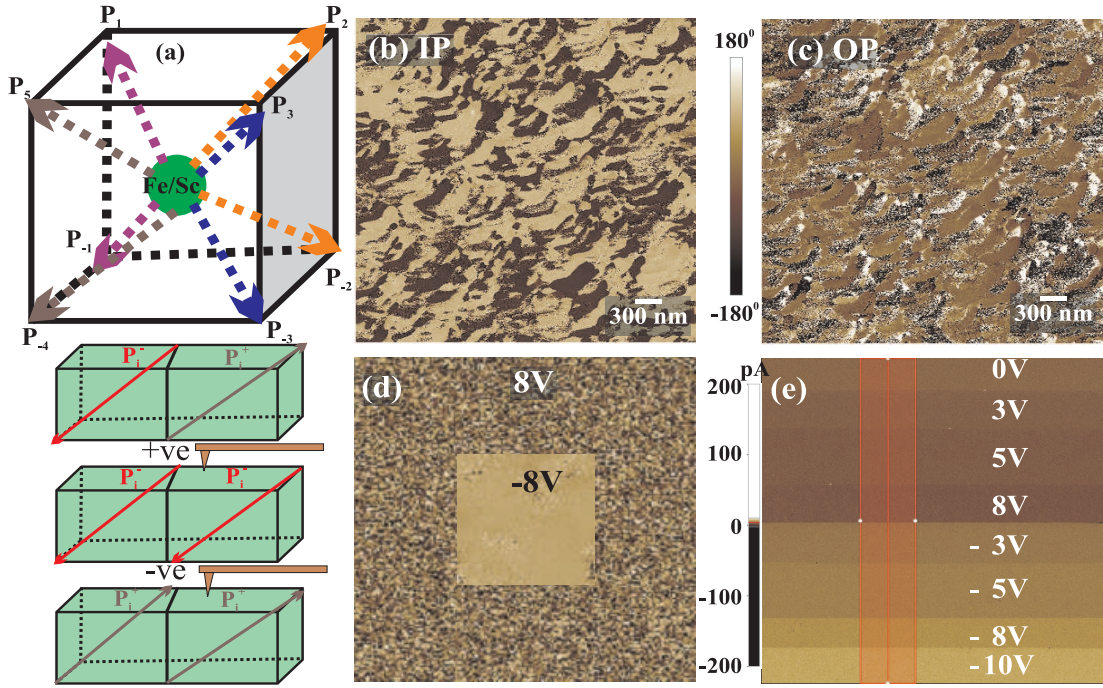 P1
P2
(a)
P5
P3
Fe/Sc
P-1
P-2
P-4
P-3
Pi-
Pi+
+ve
Pi-
Pi-
-ve
Pi+
Pi+
(b) IP
300 nm
180⁰
-180⁰
(c) OP
300 nm
(d)
8V
-8V
pA
200
100
0
-100
-200
(e)
0V
3V
5V
8V
- 3V
- 5V
- 8V
-10V